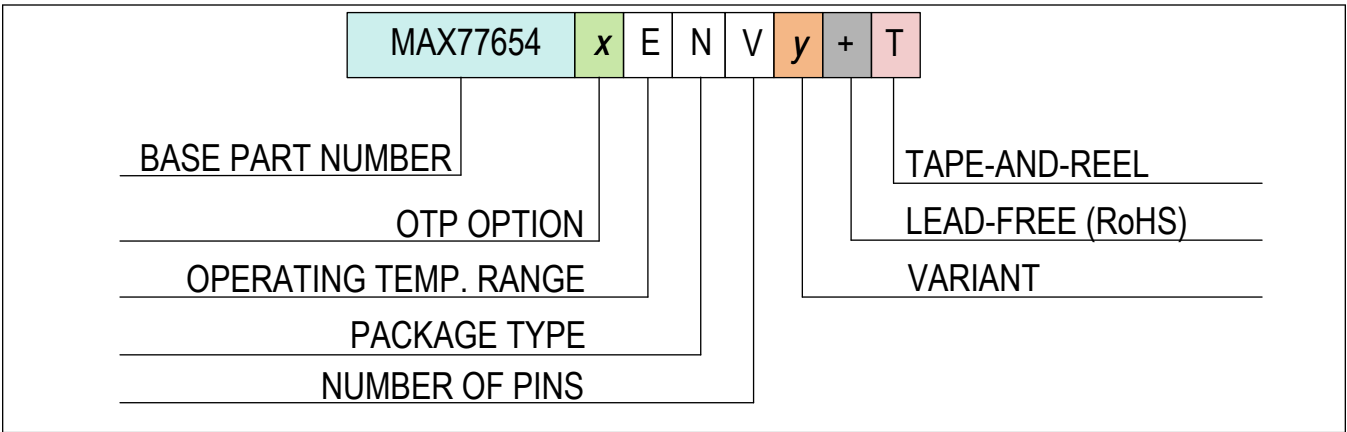 MAX77654 x E N V y + T
BASE PART NUMBER
TAPE-AND-REEL
OTP OPTION
LEAD-FREE (RoHS)
OPERATING TEMP. RANGE
VARIANT
PACKAGE TYPE
NUMBER OF PINS